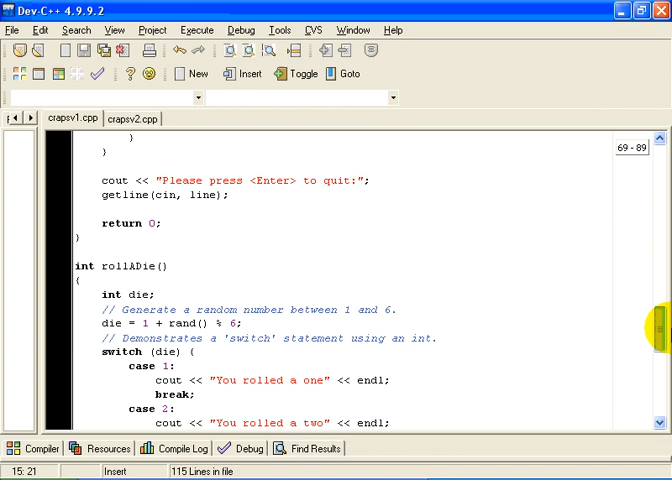 Dev-C++ 4.9.9.2
File Edit Search View Project Execute Debug Tools CVS Window Help
New Insert Toggle Goto
crapsv1.cpp crapsv2.cpp
69 - 89
}
}
cout << "Please press <Enter> to quit:";
getline(cin, line);
return 0;
}
int rollADie()
{
int die;
// Generate a random number between 1 and 6.
die = 1 + rand() % 6;
// Demonstrates a 'switch' statement using an int.
switch (die) {
case 1:
cout << "You rolled a one" << endl;
break;
case 2:
cout << "You rolled a two" << endl;
Compiler Resources Compile Log Debug Find Results
15: 21 Insert 115 Lines in file